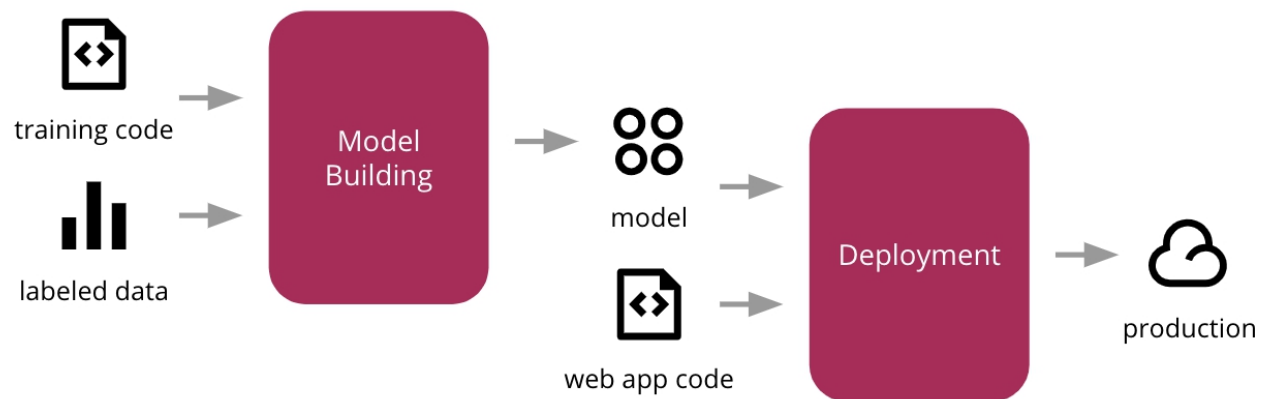 training code
labeled data
Model
Building
model
web app code
Deployment
production